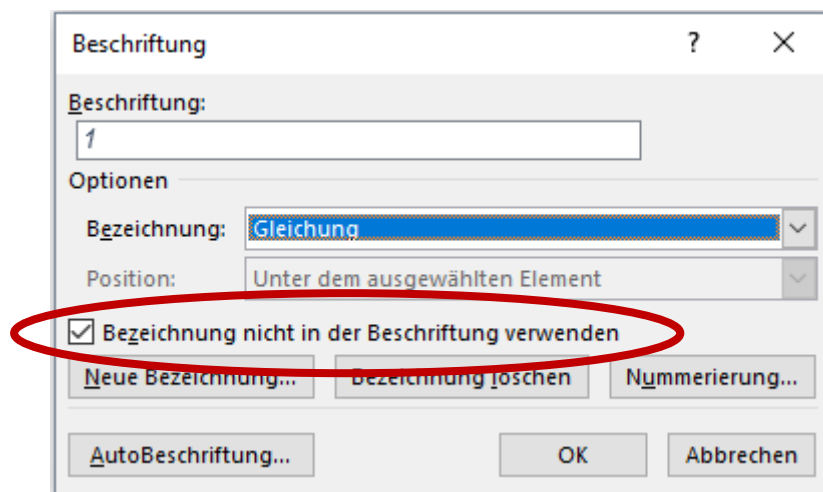 Beschriftung ?
Beschriftung:
1
Optionen
Bezeichnung: Gleichung
Position: Unter dem ausgewählten Element
Bezeichnung nicht in der Beschriftung verwenden
Neue Bezeichnung... Bezeichnung löschen Nummerierung...
AutoBeschriftung... OK Abbrechen